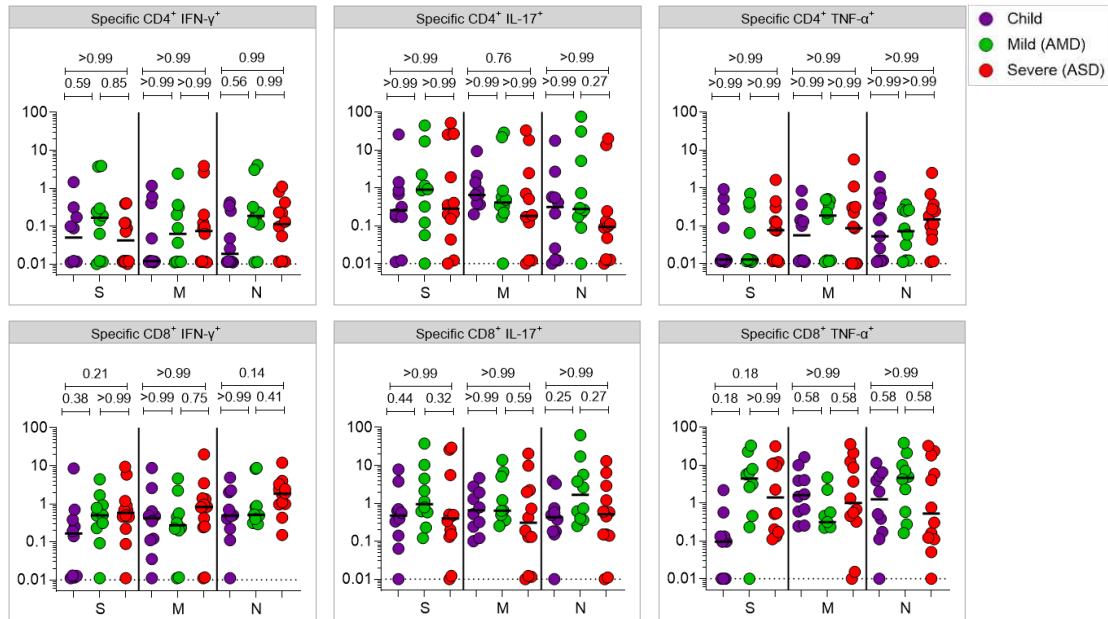 Specific CD4⁺ IFN-γ⁺
>0.99
>0.99
0.99
0.59 0.85 >0.99 >0.99 0.56 0.99
100
10
1
0.1
0.01
S M N
Specific CD4⁺ IL-17⁺
>0.99
0.76
>0.99
>0.99 >0.99 >0.99 >0.99 >0.99 0.27
100
10
1
0.1
0.01
S M N
Specific CD4⁺ TNF-α⁺
>0.99
>0.99
>0.99
>0.99 >0.99 >0.99 >0.99 >0.99 >0.99
100
10
1
0.1
0.01
S M N
Child
Mild (AMD)
Severe (ASD)
Specific CD8⁺ IFN-γ⁺
0.21
>0.99
0.14
0.38 >0.99 >0.99 0.75 >0.99 0.41
100
10
1
0.1
0.01
S M N
Specific CD8⁺ IL-17⁺
>0.99
>0.99
>0.99
0.44 0.32 >0.99 0.59 0.25 0.27
100
10
1
0.1
0.01
S M N
Specific CD8⁺ TNF-α⁺
0.18
>0.99
>0.99
0.18 >0.99 0.58 0.58 0.58 0.58
100
10
1
0.1
0.01
S M N